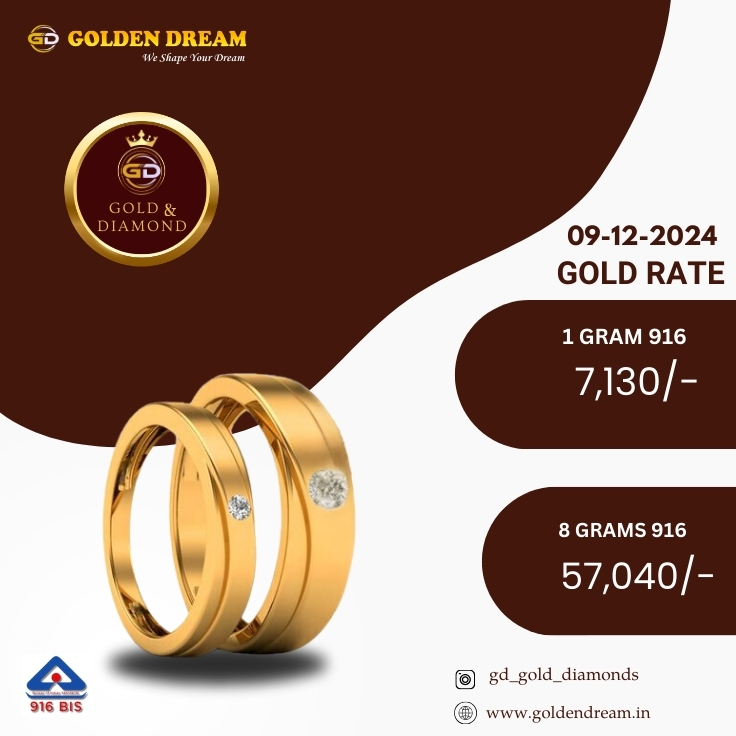 GD GOLDEN DREAM
We Shape Your Dream
GD
GOLD &
DIAMOND
09-12-2024
GOLD RATE
1 GRAM 916
7,130/-
8 GRAMS 916
57,040/-
916 BIS
gd_gold_diamonds
www.goldendream.in